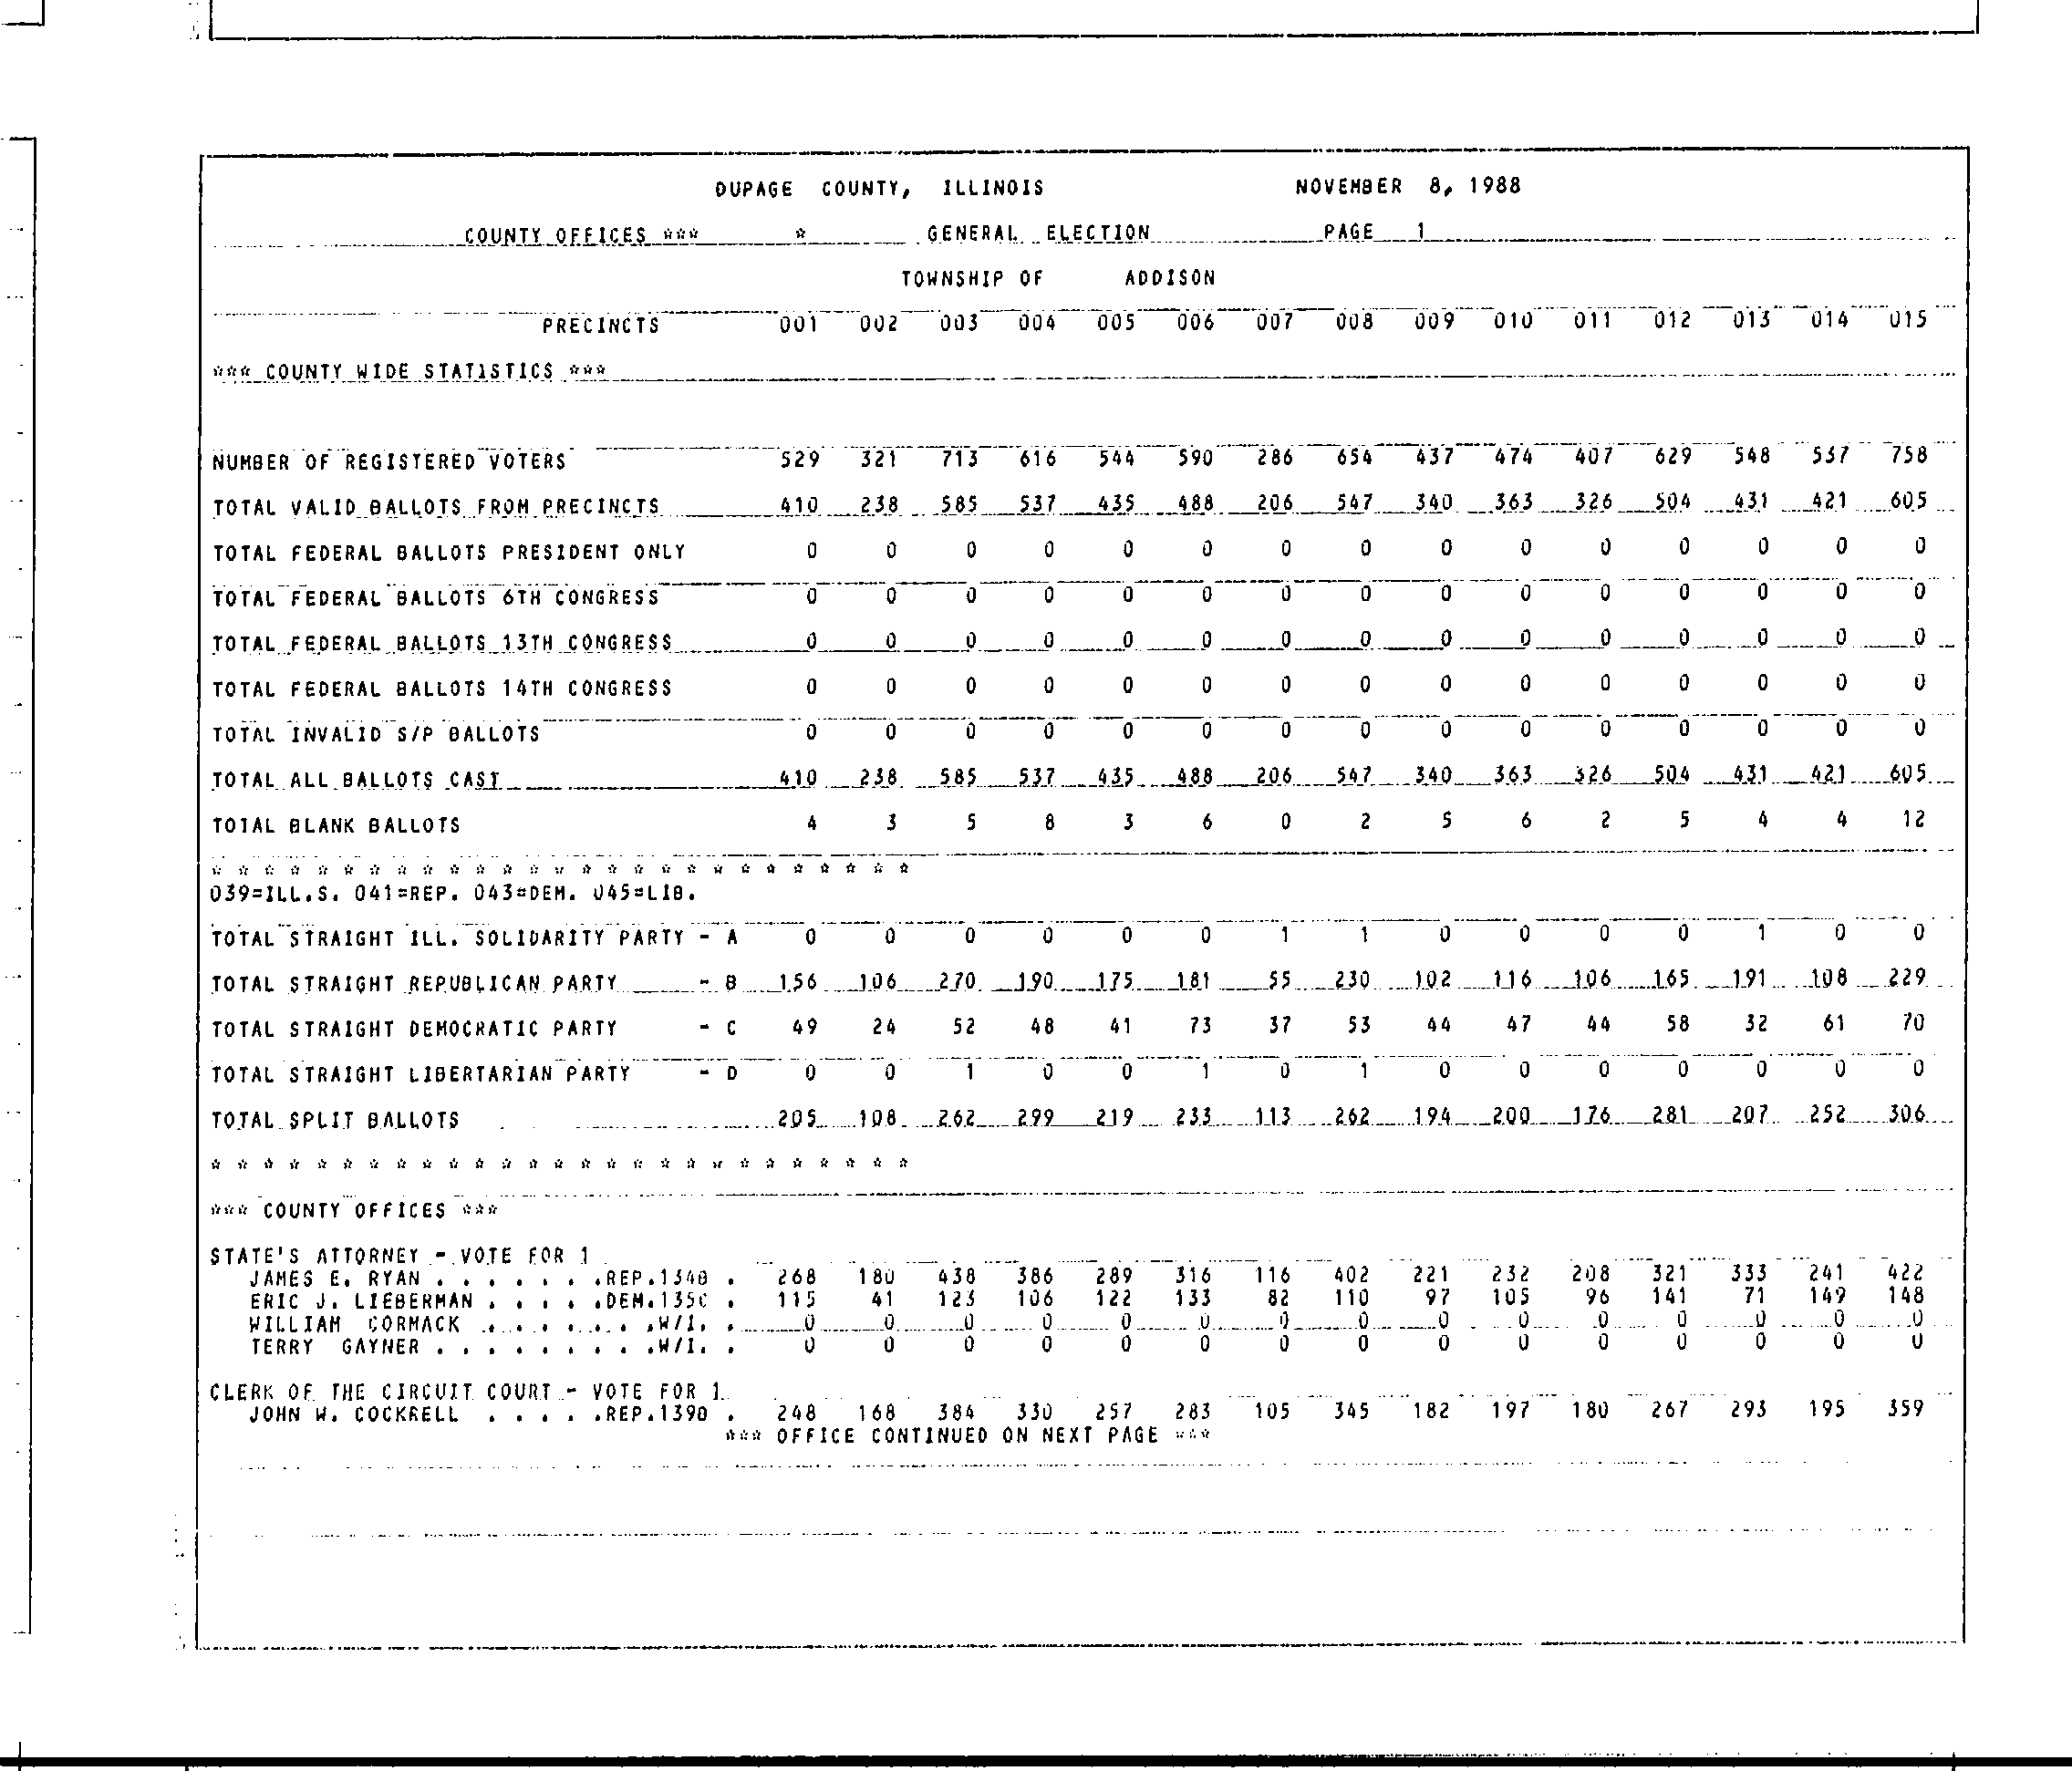 DUPAGE COUNTY, ILLINOIS NOVEMBER 8, 1988
COUNTY OFFICES *** * GENERAL ELECTION PAGE 1
TOWNSHIP OF ADDISON
PRECINCTS 001 002 003 004 005 006 007 008 009 010 011 012 013 014 015
*** COUNTY WIDE STATISTICS ***
NUMBER OF REGISTERED VOTERS 529 321 713 616 544 590 286 654 437 474 407 629 548 537 758
TOTAL VALID BALLOTS FROM PRECINCTS 410 238 585 537 435 488 206 547 340 363 326 504 431 421 605
TOTAL FEDERAL BALLOTS PRESIDENT ONLY 0 0 0 0 0 0 0 0 0 0 0 0 0 0 0
TOTAL FEDERAL BALLOTS 6TH CONGRESS 0 0 0 0 0 0 0 0 0 0 0 0 0 0 0
TOTAL FEDERAL BALLOTS 13TH CONGRESS 0 0 0 0 0 0 0 0 0 0 0 0 0 0 0
TOTAL FEDERAL BALLOTS 14TH CONGRESS 0 0 0 0 0 0 0 0 0 0 0 0 0 0 0
TOTAL INVALID S/P BALLOTS 0 0 0 0 0 0 0 0 0 0 0 0 0 0 0
TOTAL ALL BALLOTS CAST 410 238 585 537 435 488 206 547 340 363 326 504 431 421 605
TOTAL BLANK BALLOTS 4 3 5 8 3 6 0 2 5 6 2 5 4 4 12
* * * * * * * * * * * * * * * * * * * * * * * * * * *
039=ILL.S. 041=REP. 043=DEM. 045=LIB.
TOTAL STRAIGHT ILL. SOLIDARITY PARTY - A 0 0 0 0 0 0 1 1 0 0 0 0 1 0 0
TOTAL STRAIGHT REPUBLICAN PARTY - B 156 106 270 190 175 181 55 230 102 116 106 165 191 108 229
TOTAL STRAIGHT DEMOCRATIC PARTY - C 49 24 52 48 41 73 37 53 44 47 44 58 32 61 70
TOTAL STRAIGHT LIBERTARIAN PARTY - D 0 0 1 0 0 1 0 1 0 0 0 0 0 0 0
TOTAL SPLIT BALLOTS 205 108 262 299 219 233 113 262 194 200 176 281 207 252 306
* * * * * * * * * * * * * * * * * * * * * * * * * * *
*** COUNTY OFFICES ***
STATE'S ATTORNEY - VOTE FOR 1
JAMES E. RYAN . . . . . . .REP.134B . 268 180 438 386 289 316 116 402 221 232 208 321 333 241 422
ERIC J. LIEBERMAN . . . . .DEM.135C . 115 41 123 106 122 133 82 110 97 105 96 141 71 149 148
WILLIAM CORMACK . . . . . . .W/I. . 0 0 0 0 0 0 0 0 0 0 0 0 0 0 0
TERRY GAYNER . . . . . . . . .W/I. . 0 0 0 0 0 0 0 0 0 0 0 0 0 0 0
CLERK OF THE CIRCUIT COURT - VOTE FOR 1
JOHN W. COCKRELL . . . . .REP.139B . 248 168 384 330 257 283 105 345 182 197 180 267 293 195 359
*** OFFICE CONTINUED ON NEXT PAGE ***